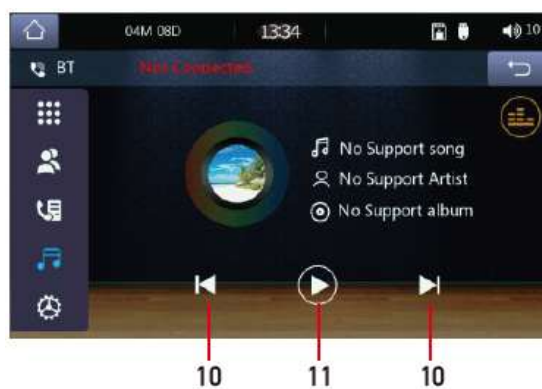 04M 08D 13:34 10
BT Not Connected
No Support song
No Support Artist
No Support album
10 11 10